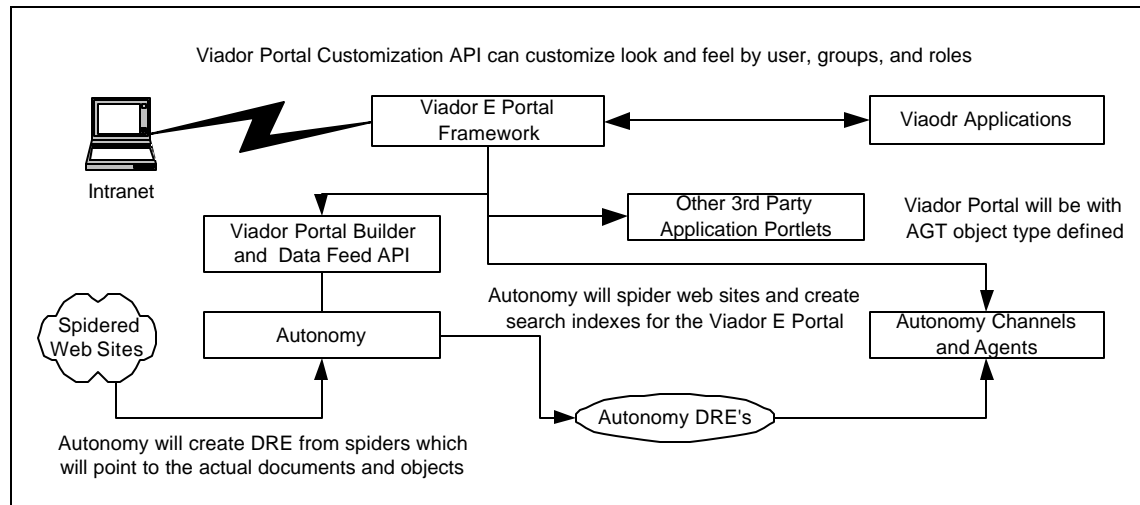 Viador Portal Customization API can customize look and feel by user, groups, and roles
Viador E Portal
Framework
Viaodr Applications
Intranet
Other 3rd Party
Application Portlets
Viador Portal will be with
AGT object type defined
Viador Portal Builder
and Data Feed API
Autonomy will spider web sites and create
search indexes for the Viador E Portal
Spidered
Web Sites
Autonomy
Autonomy Channels
and Agents
Autonomy DRE's
Autonomy will create DRE from spiders which
will point to the actual documents and objects